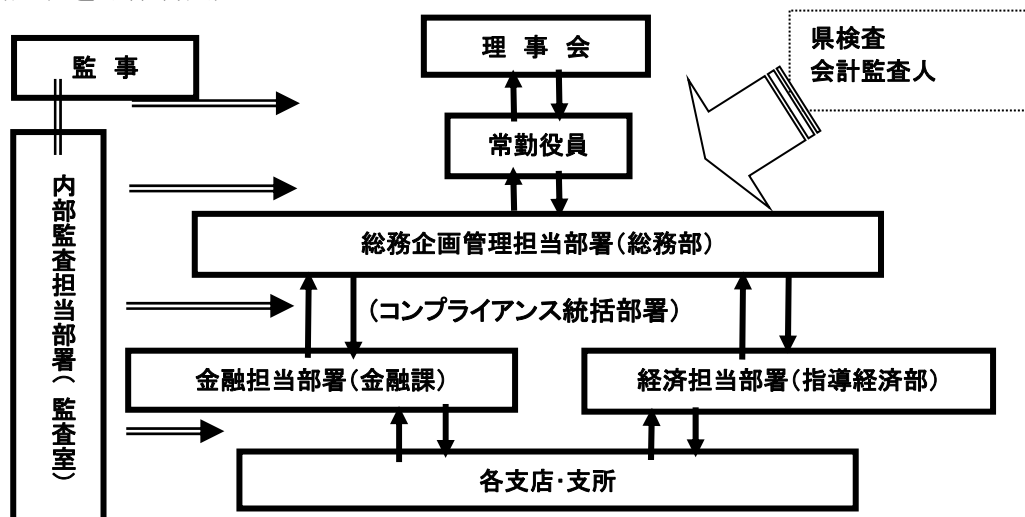 監 事
理 事 会
県検査
会計監査人
常勤役員
内部監査担当部署(監査室)
総務企画管理担当部署(総務部)
(コンプライアンス統括部署)
金融担当部署(金融課)
経済担当部署(指導経済部)
各支店・支所